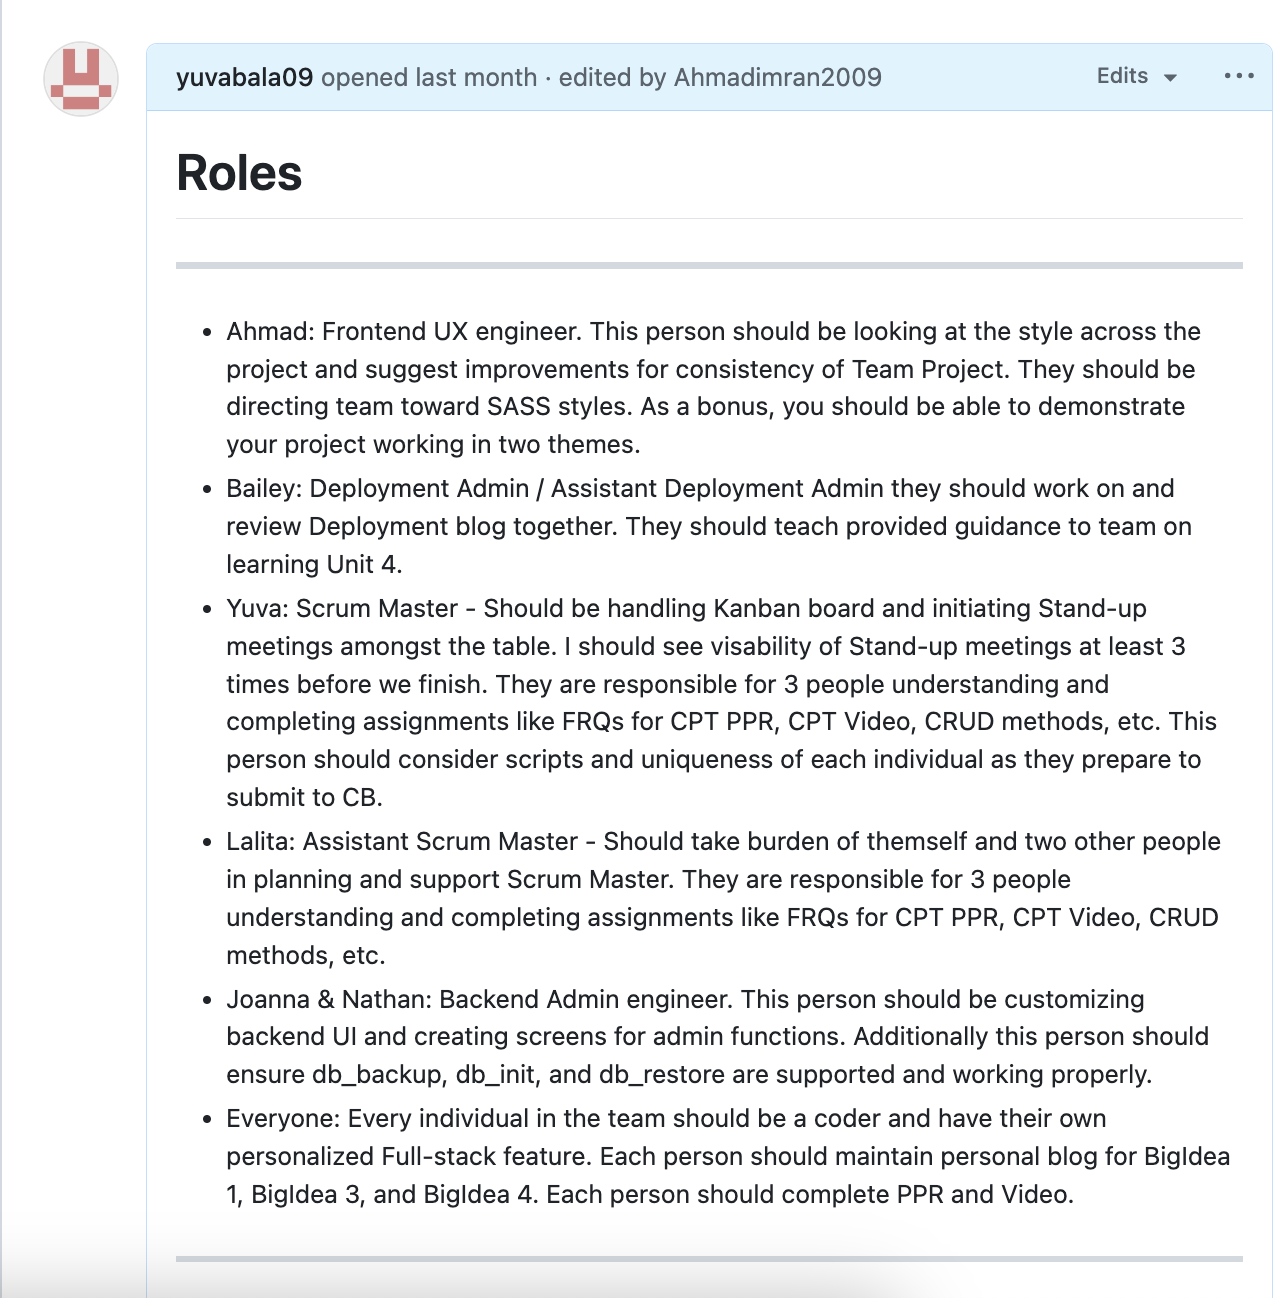 yuvabala09 opened last month · edited by Ahmadimran2009
Edits
Roles
Ahmad: Frontend UX engineer. This person should be looking at the style across the
project and suggest improvements for consistency of Team Project. They should be
directing team toward SASS styles. As a bonus, you should be able to demonstrate
your project working in two themes.
Bailey: Deployment Admin / Assistant Deployment Admin they should work on and
review Deployment blog together. They should teach provided guidance to team on
learning Unit 4.
Yuva: Scrum Master - Should be handling Kanban board and initiating Stand-up
meetings amongst the table. I should see visability of Stand-up meetings at least 3
times before we finish. They are responsible for 3 people understanding and
completing assignments like FRQs for CPT PPR, CPT Video, CRUD methods, etc. This
person should consider scripts and uniqueness of each individual as they prepare to
submit to CB.
Lalita: Assistant Scrum Master - Should take burden of themself and two other people
in planning and support Scrum Master. They are responsible for 3 people
understanding and completing assignments like FRQs for CPT PPR, CPT Video, CRUD
methods, etc.
Joanna & Nathan: Backend Admin engineer. This person should be customizing
backend UI and creating screens for admin functions. Additionally this person should
ensure db_backup, db_init, and db_restore are supported and working properly.
Everyone: Every individual in the team should be a coder and have their own
personalized Full-stack feature. Each person should maintain personal blog for BigIdea
1, BigIdea 3, and BigIdea 4. Each person should complete PPR and Video.